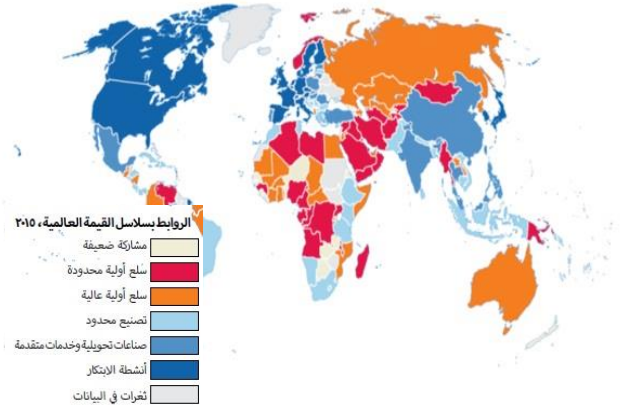 الروابط بسلاسل القيمة العالمية، ٢٠١٥
مشاركة ضعيفة
سلع أولية محدودة
سلع أولية عالية
تصنيع محدود
صناعات تحويلية وخدمات متقدمة
أنشطة الابتكار
ثغرات في البيانات